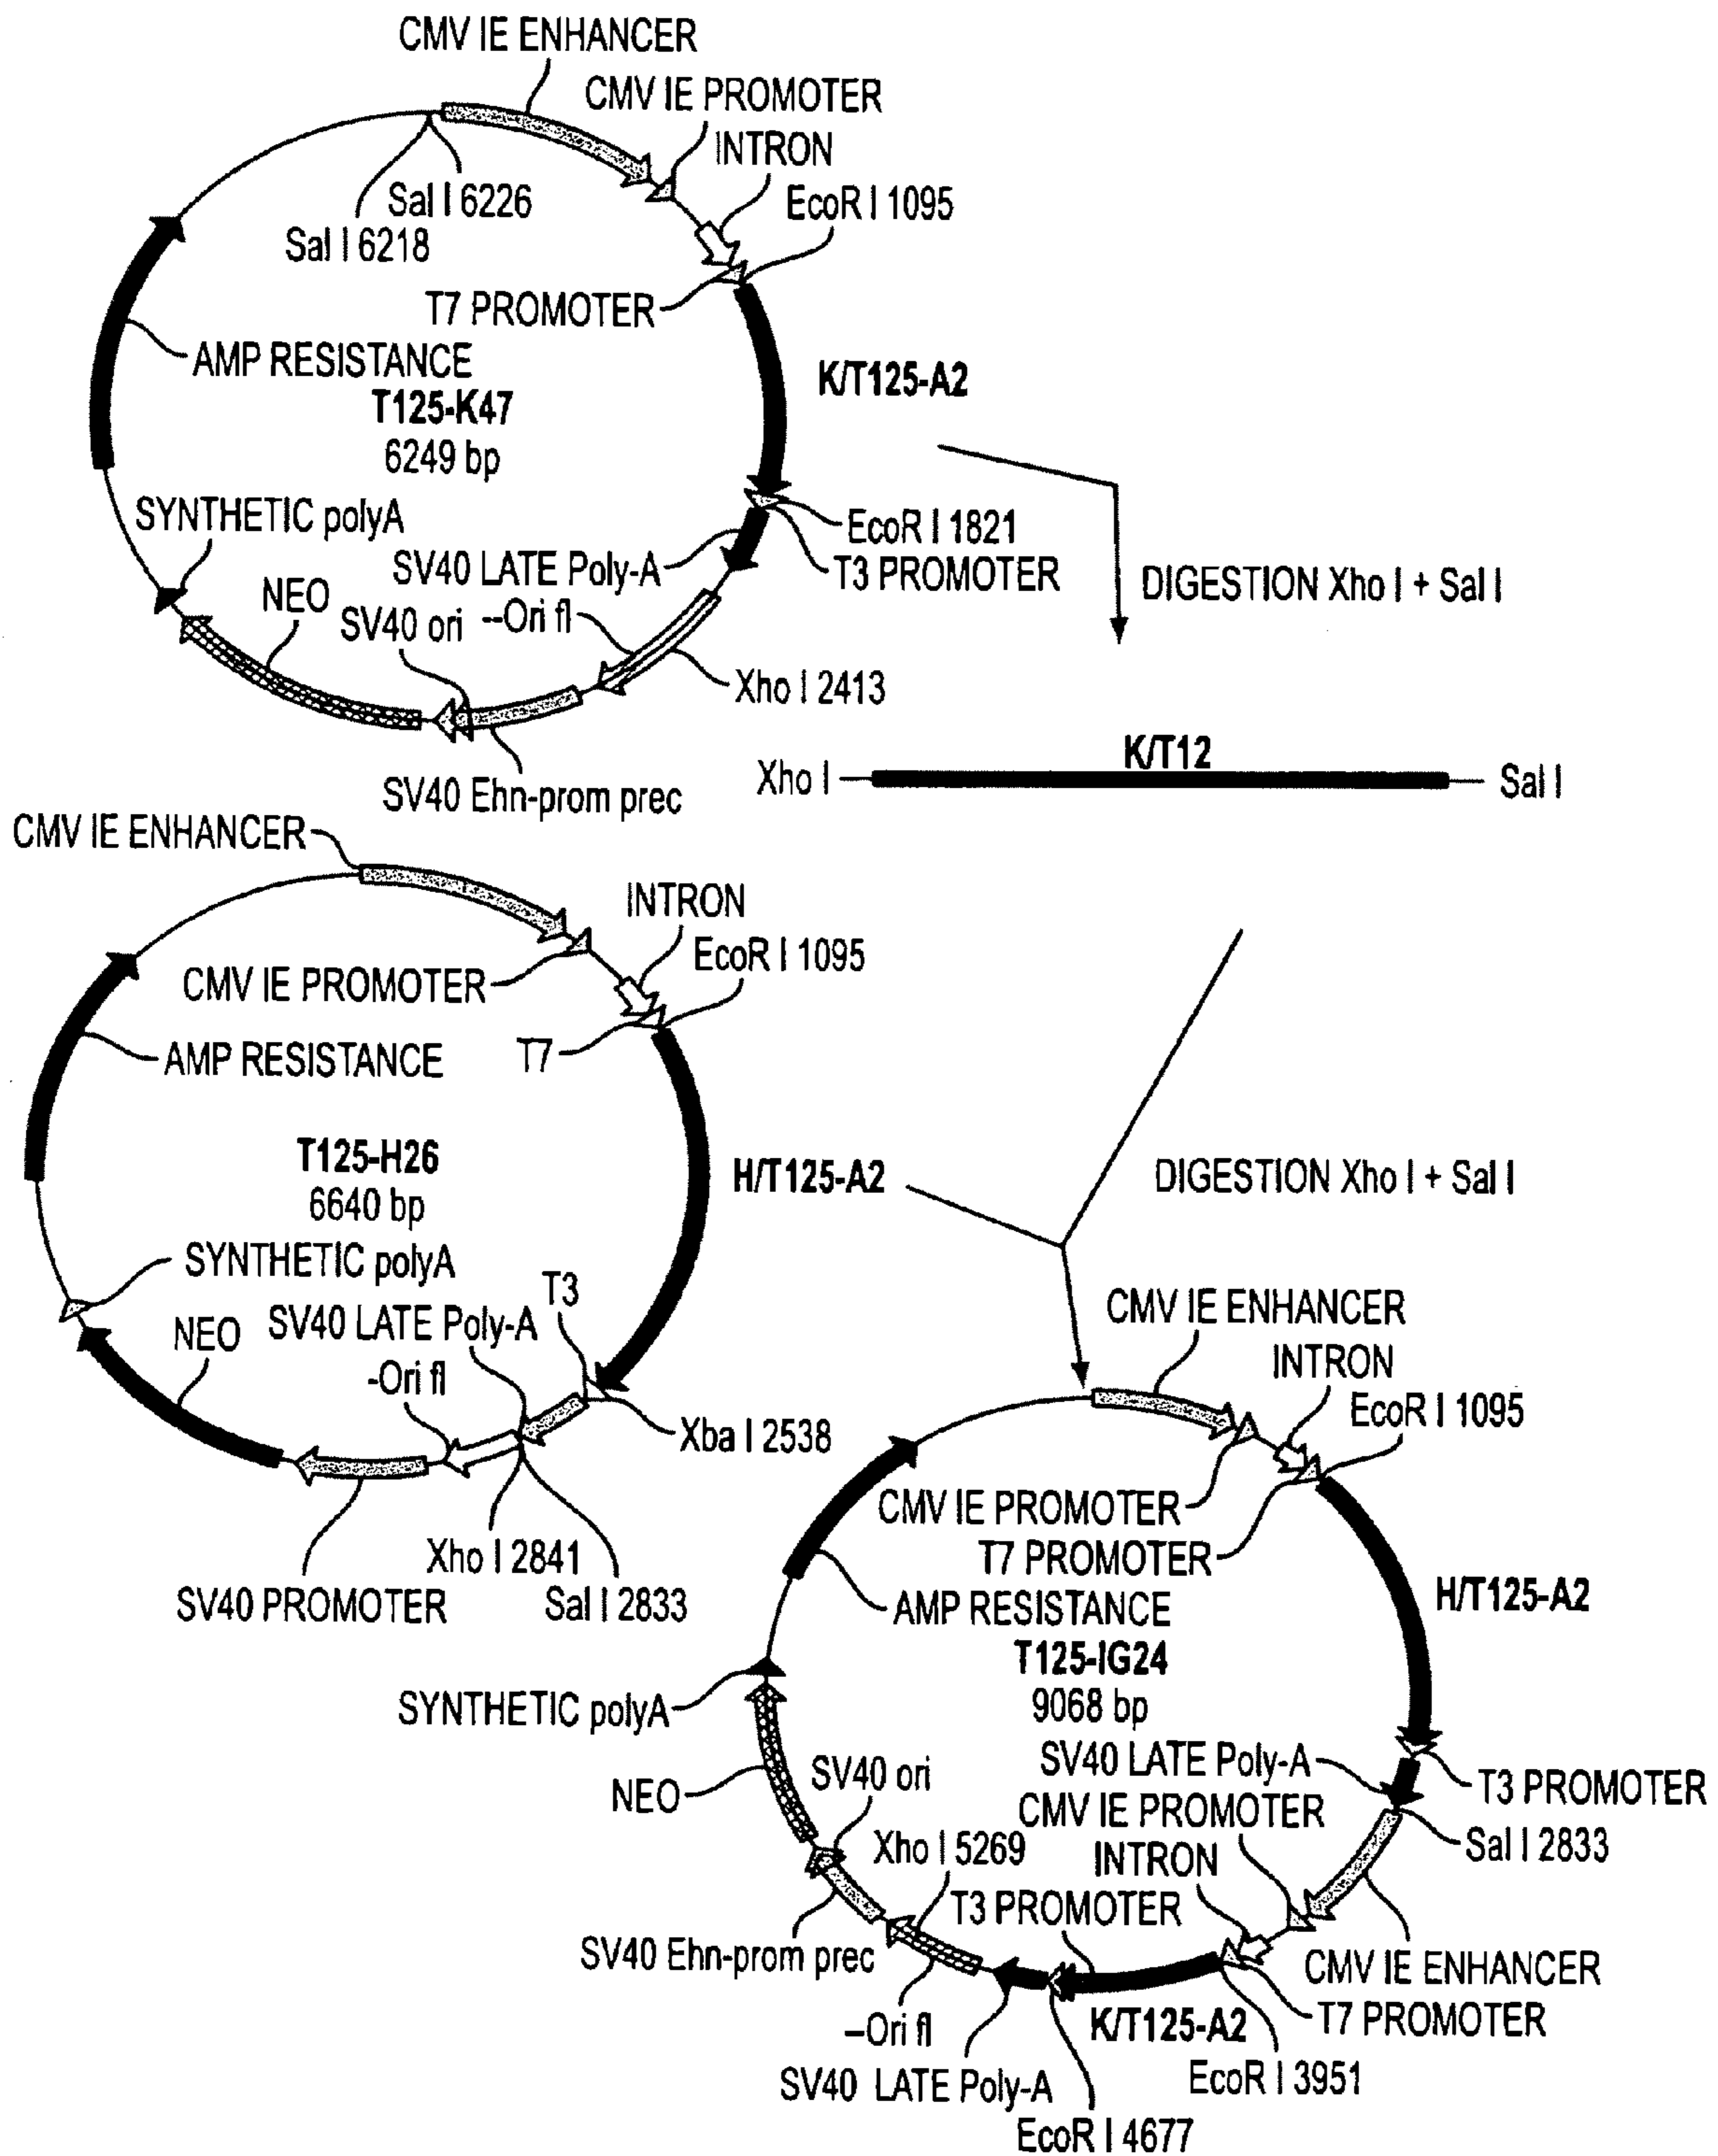 CMV IE ENHANCER
CMV IE PROMOTER
INTRON
EcoR I 1095
Sal I 6226
Sal I 6218
T7 PROMOTER
AMP RESISTANCE
T125-K47
6249 bp
K/T125-A2
SYNTHETIC polyA
EcoR I 1821
SV40 LATE Poly-A
T3 PROMOTER
DIGESTION Xho I + Sal I
NEO
SV40 ori
--Ori fl
Xho I 2413
SV40 Ehn-prom prec
K/T12
Xho I
Sal I
CMV IE ENHANCER
INTRON
EcoR I 1095
CMV IE PROMOTER
T7
AMP RESISTANCE
T125-H26
6640 bp
H/T125-A2
DIGESTION Xho I + Sal I
SYNTHETIC polyA
T3
SV40 LATE Poly-A
NEO
-Ori fl
Xba I 2538
Xho I 2841
Sal I 2833
SV40 PROMOTER
CMV IE ENHANCER
INTRON
EcoR I 1095
CMV IE PROMOTER
T7 PROMOTER
H/T125-A2
AMP RESISTANCE
T125-IG24
9068 bp
SYNTHETIC polyA
SV40 LATE Poly-A
T3 PROMOTER
SV40 ori
NEO
CMV IE PROMOTER
Sal I 2833
Xho I 5269
INTRON
T3 PROMOTER
SV40 Ehn-prom prec
CMV IE ENHANCER
–Ori fl
K/T125-A2
T7 PROMOTER
SV40 LATE Poly-A
EcoR I 3951
EcoR I 4677